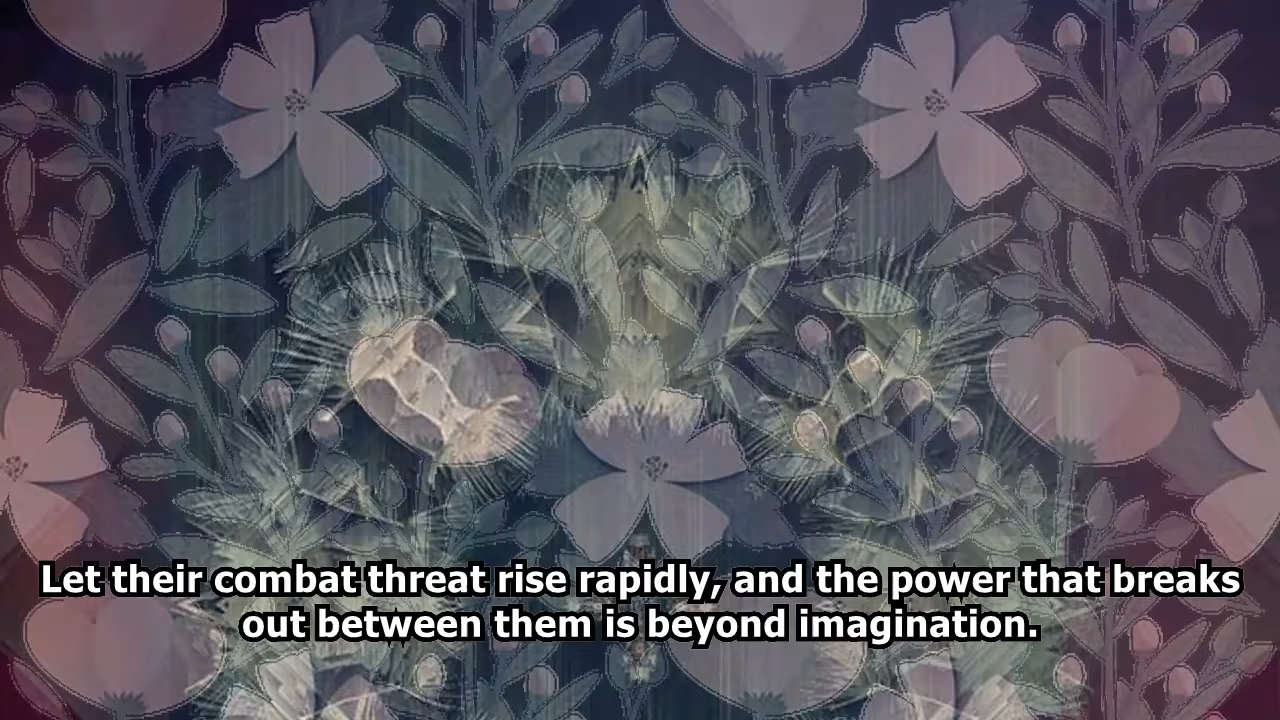 Let their combat threat rise rapidly, and the power that breaks
out between them is beyond imagination.